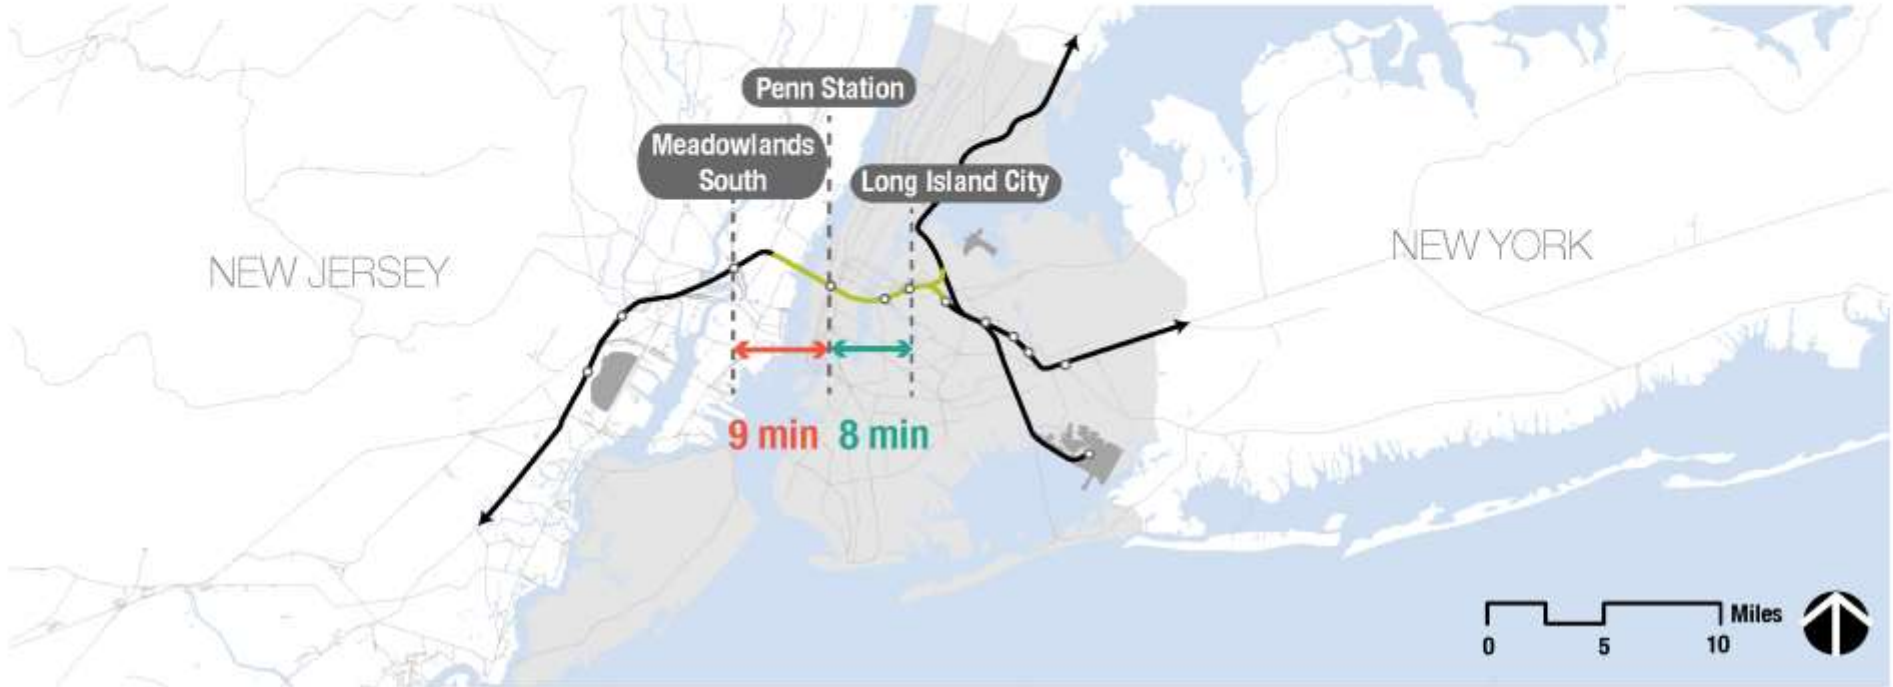 Penn Station
Meadowlands
South
Long Island City
NEW JERSEY
NEW YORK
9 min
8 min
Miles
0
5
10